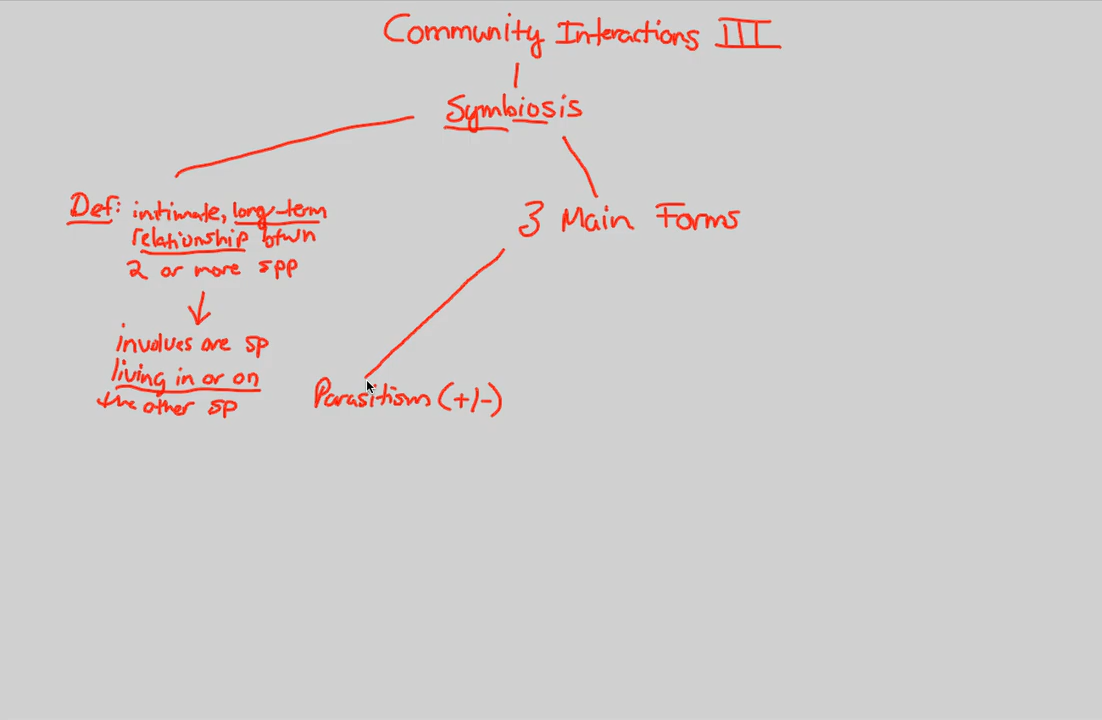 Community Interactions III
Symbiosis
Def: intimate, long-term
relationship btwn
2 or more spp
involves one sp
living in or on
the other sp
3 Main Forms
Parasitism (+/-)